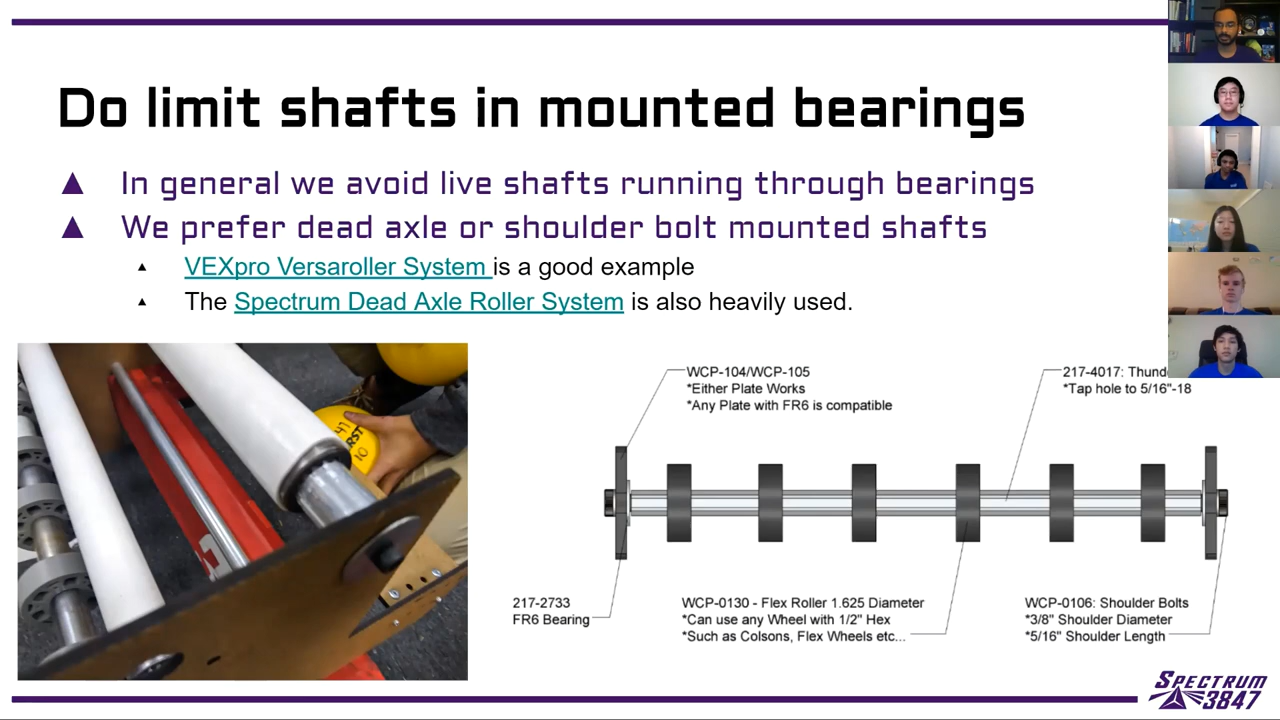 Do limit shafts in mounted bearings
▲ In general we avoid live shafts running through bearings
▲ We prefer dead axle or shoulder bolt mounted shafts
▲ VEXpro Versaroller System is a good example
▲ The Spectrum Dead Axle Roller System is also heavily used.
WCP-104/WCP-105
*Either Plate Works
*Any Plate with FR6 is compatible
217-4017:
*Tap hole to 5/16"-18
217-2733
FR6 Bearing
WCP-0130 - Flex Roller 1.625 Diameter
*Can use any Wheel with 1/2" Hex
*Such as Colsons, Flex Wheels etc...
WCP-0106: Shoulder Bolts
*3/8" Shoulder Diameter
*5/16" Shoulder Length
SPECTRUM
3847